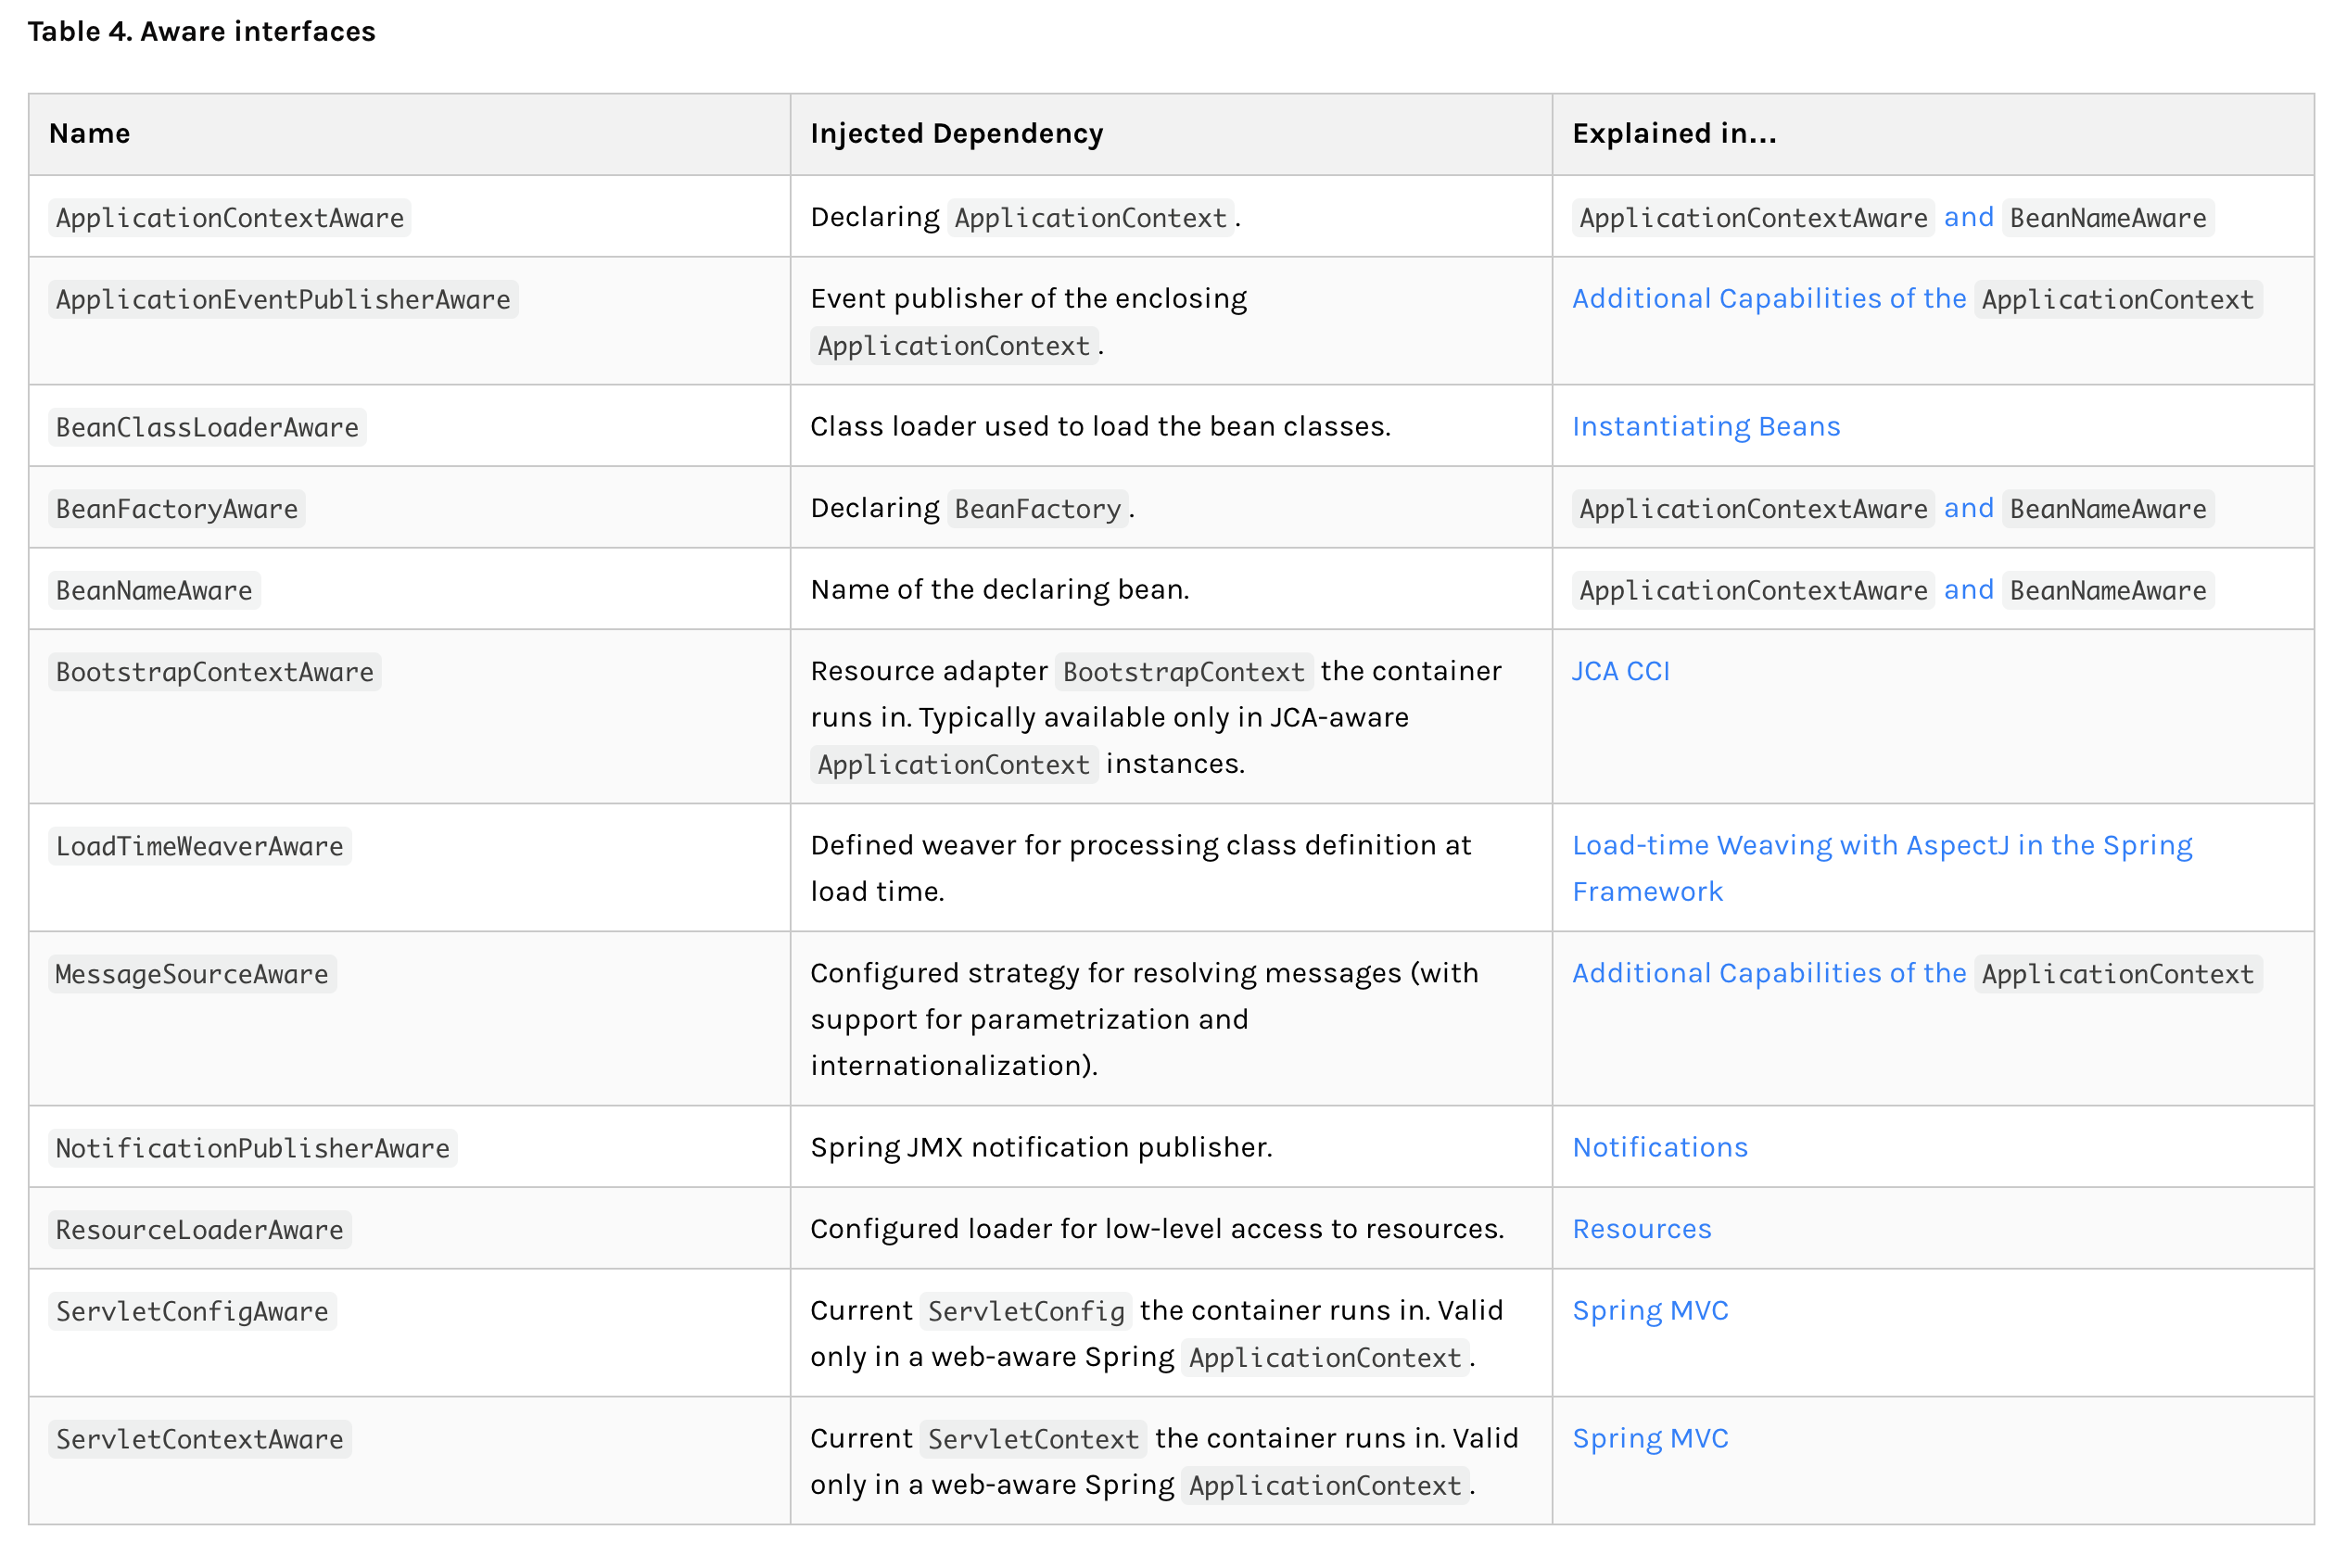 Table 4. Aware interfaces
Name Injected Dependency Explained in...
ApplicationContextAware Declaring ApplicationContext. ApplicationContextAware and BeanNameAware
ApplicationEventPublisherAware Event publisher of the enclosing Additional Capabilities of the ApplicationContext
ApplicationContext.
BeanClassLoaderAware Class loader used to load the bean classes. Instantiating Beans
BeanFactoryAware Declaring BeanFactory. ApplicationContextAware and BeanNameAware
BeanNameAware Name of the declaring bean. ApplicationContextAware and BeanNameAware
BootstrapContextAware Resource adapter BootstrapContext the container JCA CCI
runs in. Typically available only in JCA-aware
ApplicationContext instances.
LoadTimeWeaverAware Defined weaver for processing class definition at Load-time Weaving with AspectJ in the Spring
load time. Framework
MessageSourceAware Configured strategy for resolving messages (with Additional Capabilities of the ApplicationContext
support for parametrization and
internationalization).
NotificationPublisherAware Spring JMX notification publisher. Notifications
ResourceLoaderAware Configured loader for low-level access to resources. Resources
ServletConfigAware Current ServletConfig the container runs in. Valid Spring MVC
only in a web-aware Spring ApplicationContext.
ServletContextAware Current ServletContext the container runs in. Valid Spring MVC
only in a web-aware Spring ApplicationContext.